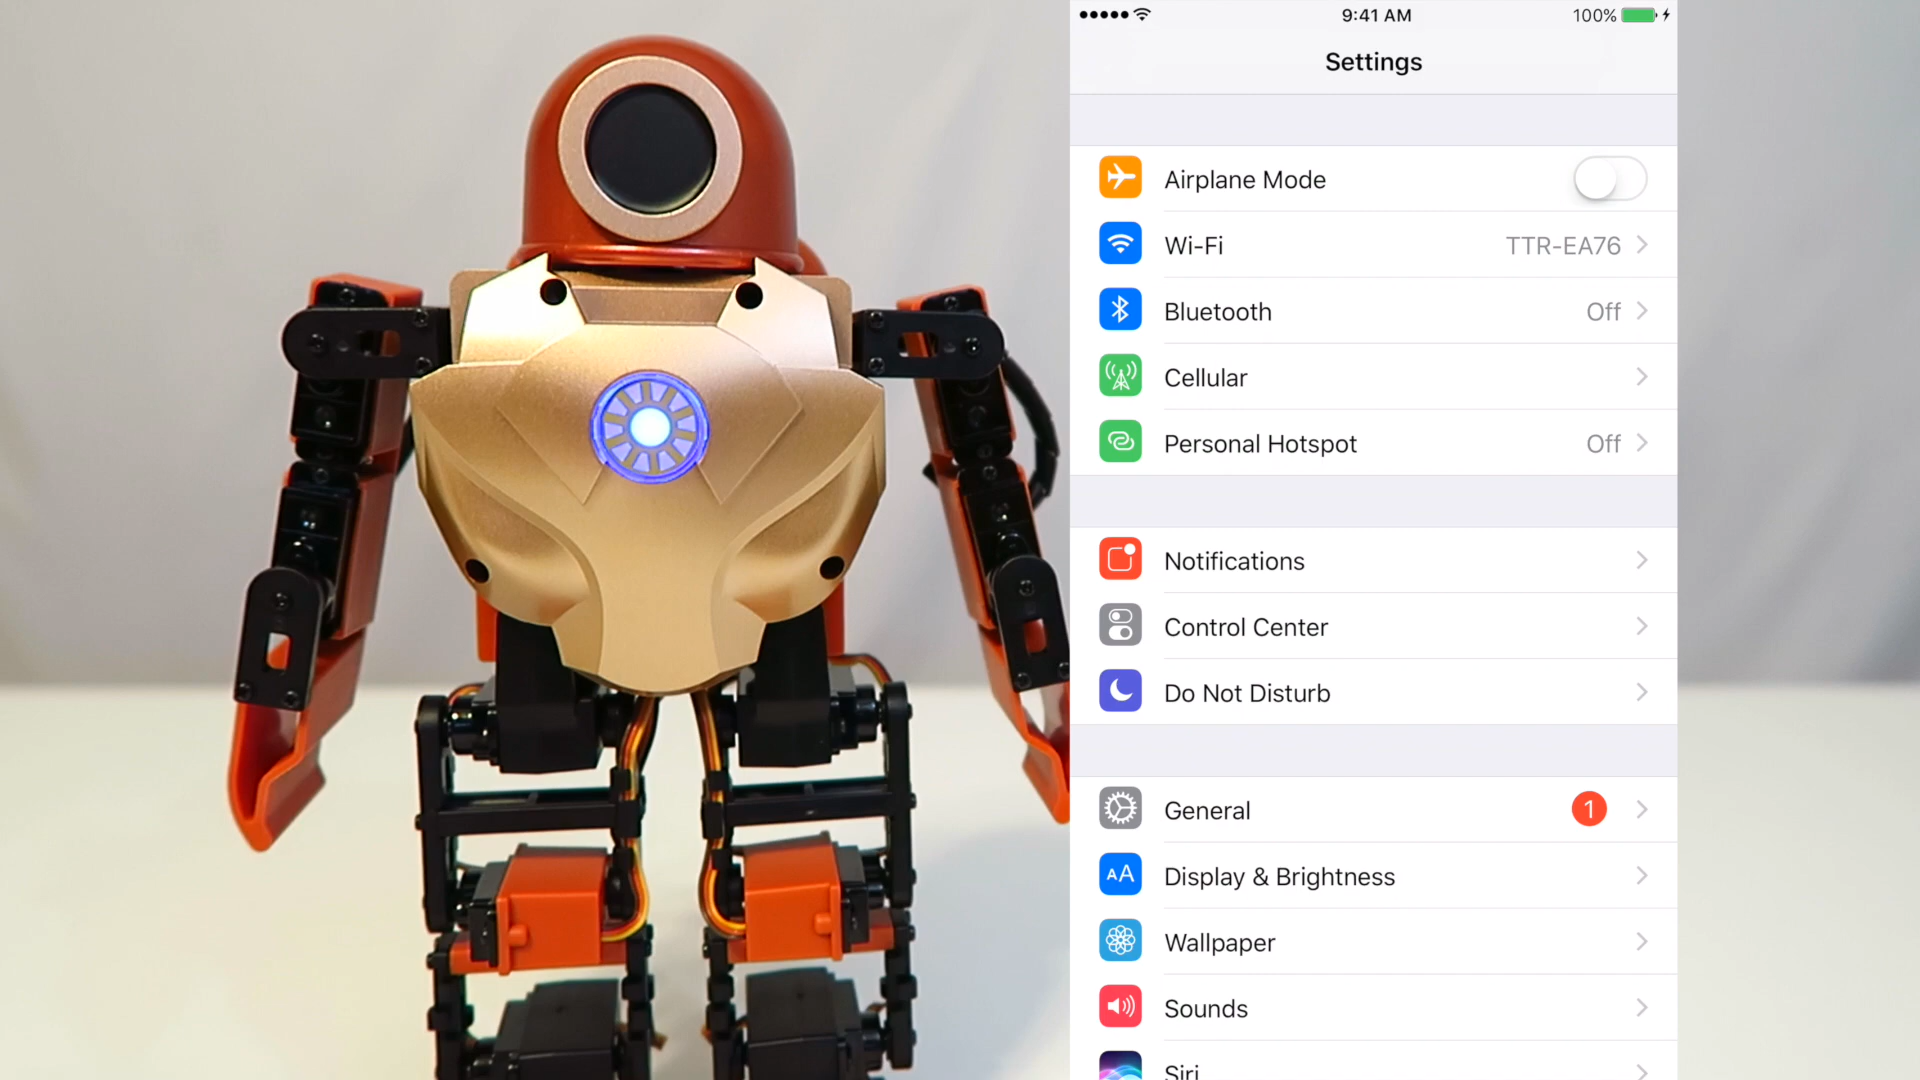 9:41 AM
100%
Settings
Airplane Mode
Wi-Fi TTR-EA76
Bluetooth Off
Cellular
Personal Hotspot Off
Notifications
Control Center
Do Not Disturb
General 1
AA Display & Brightness
Wallpaper
Sounds
Siri